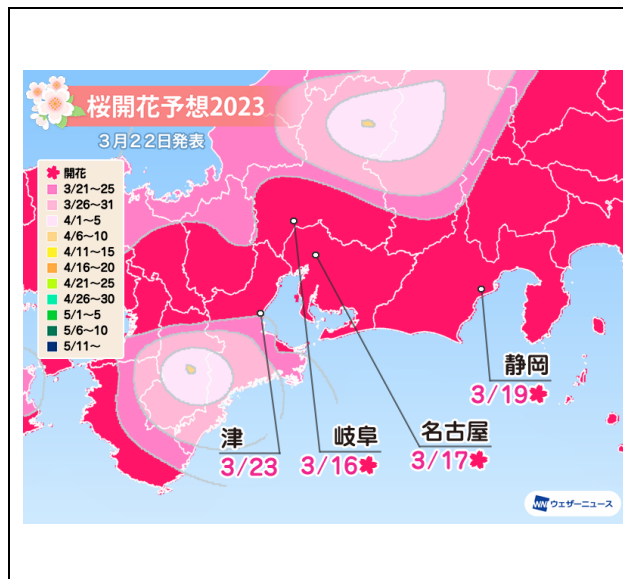 桜開花予想2023
3月22日発表
開花
3/21~25
3/26~31
4/1~5
4/6~10
4/11~15
4/16~20
4/21~25
4/26~30
5/1~5
5/6~10
5/11~
静岡
3/19
津
3/23
岐阜
3/16
名古屋
3/17
WN ウェザーニュース